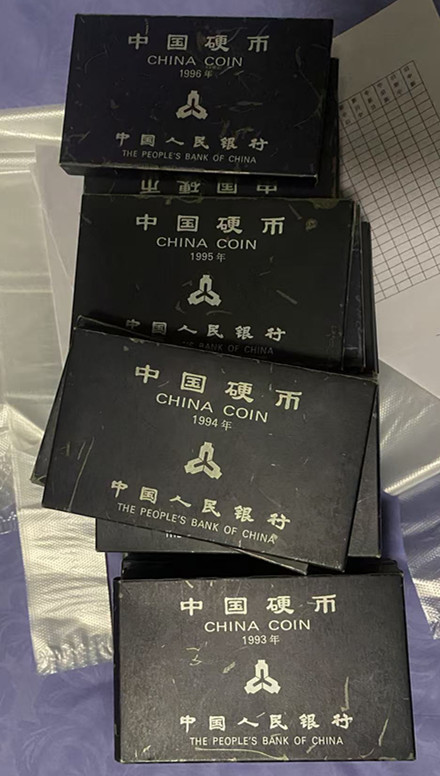 中国硬币
CHINA COIN
1996年
中国人民银行
THE PEOPLE'S BANK OF CHINA
中国硬币
中国硬币
CHINA COIN
1995年
中国人民银行
OF CHINA
中国硬币
CHINA COIN
1994年
中国人民银行
THE PEOPLE'S BANK OF CHINA
中国硬币
CHINA COIN
1993年
中国人民银行
THE PEOPLE'S BANK OF CHINA